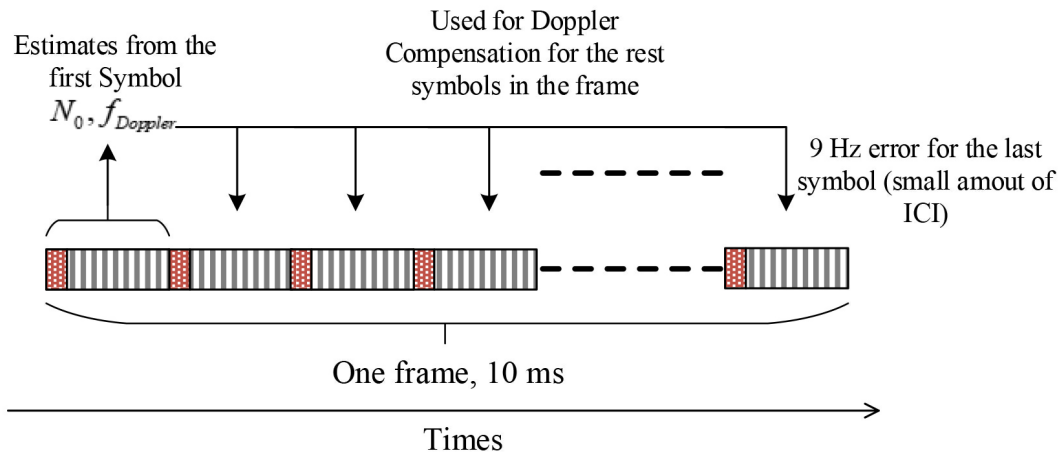 Estimates from the
first Symbol
N₀, f_Doppler
Used for Doppler
Compensation for the rest
symbols in the frame
9 Hz error for the last
symbol (small amout of
ICI)
One frame, 10 ms
Times